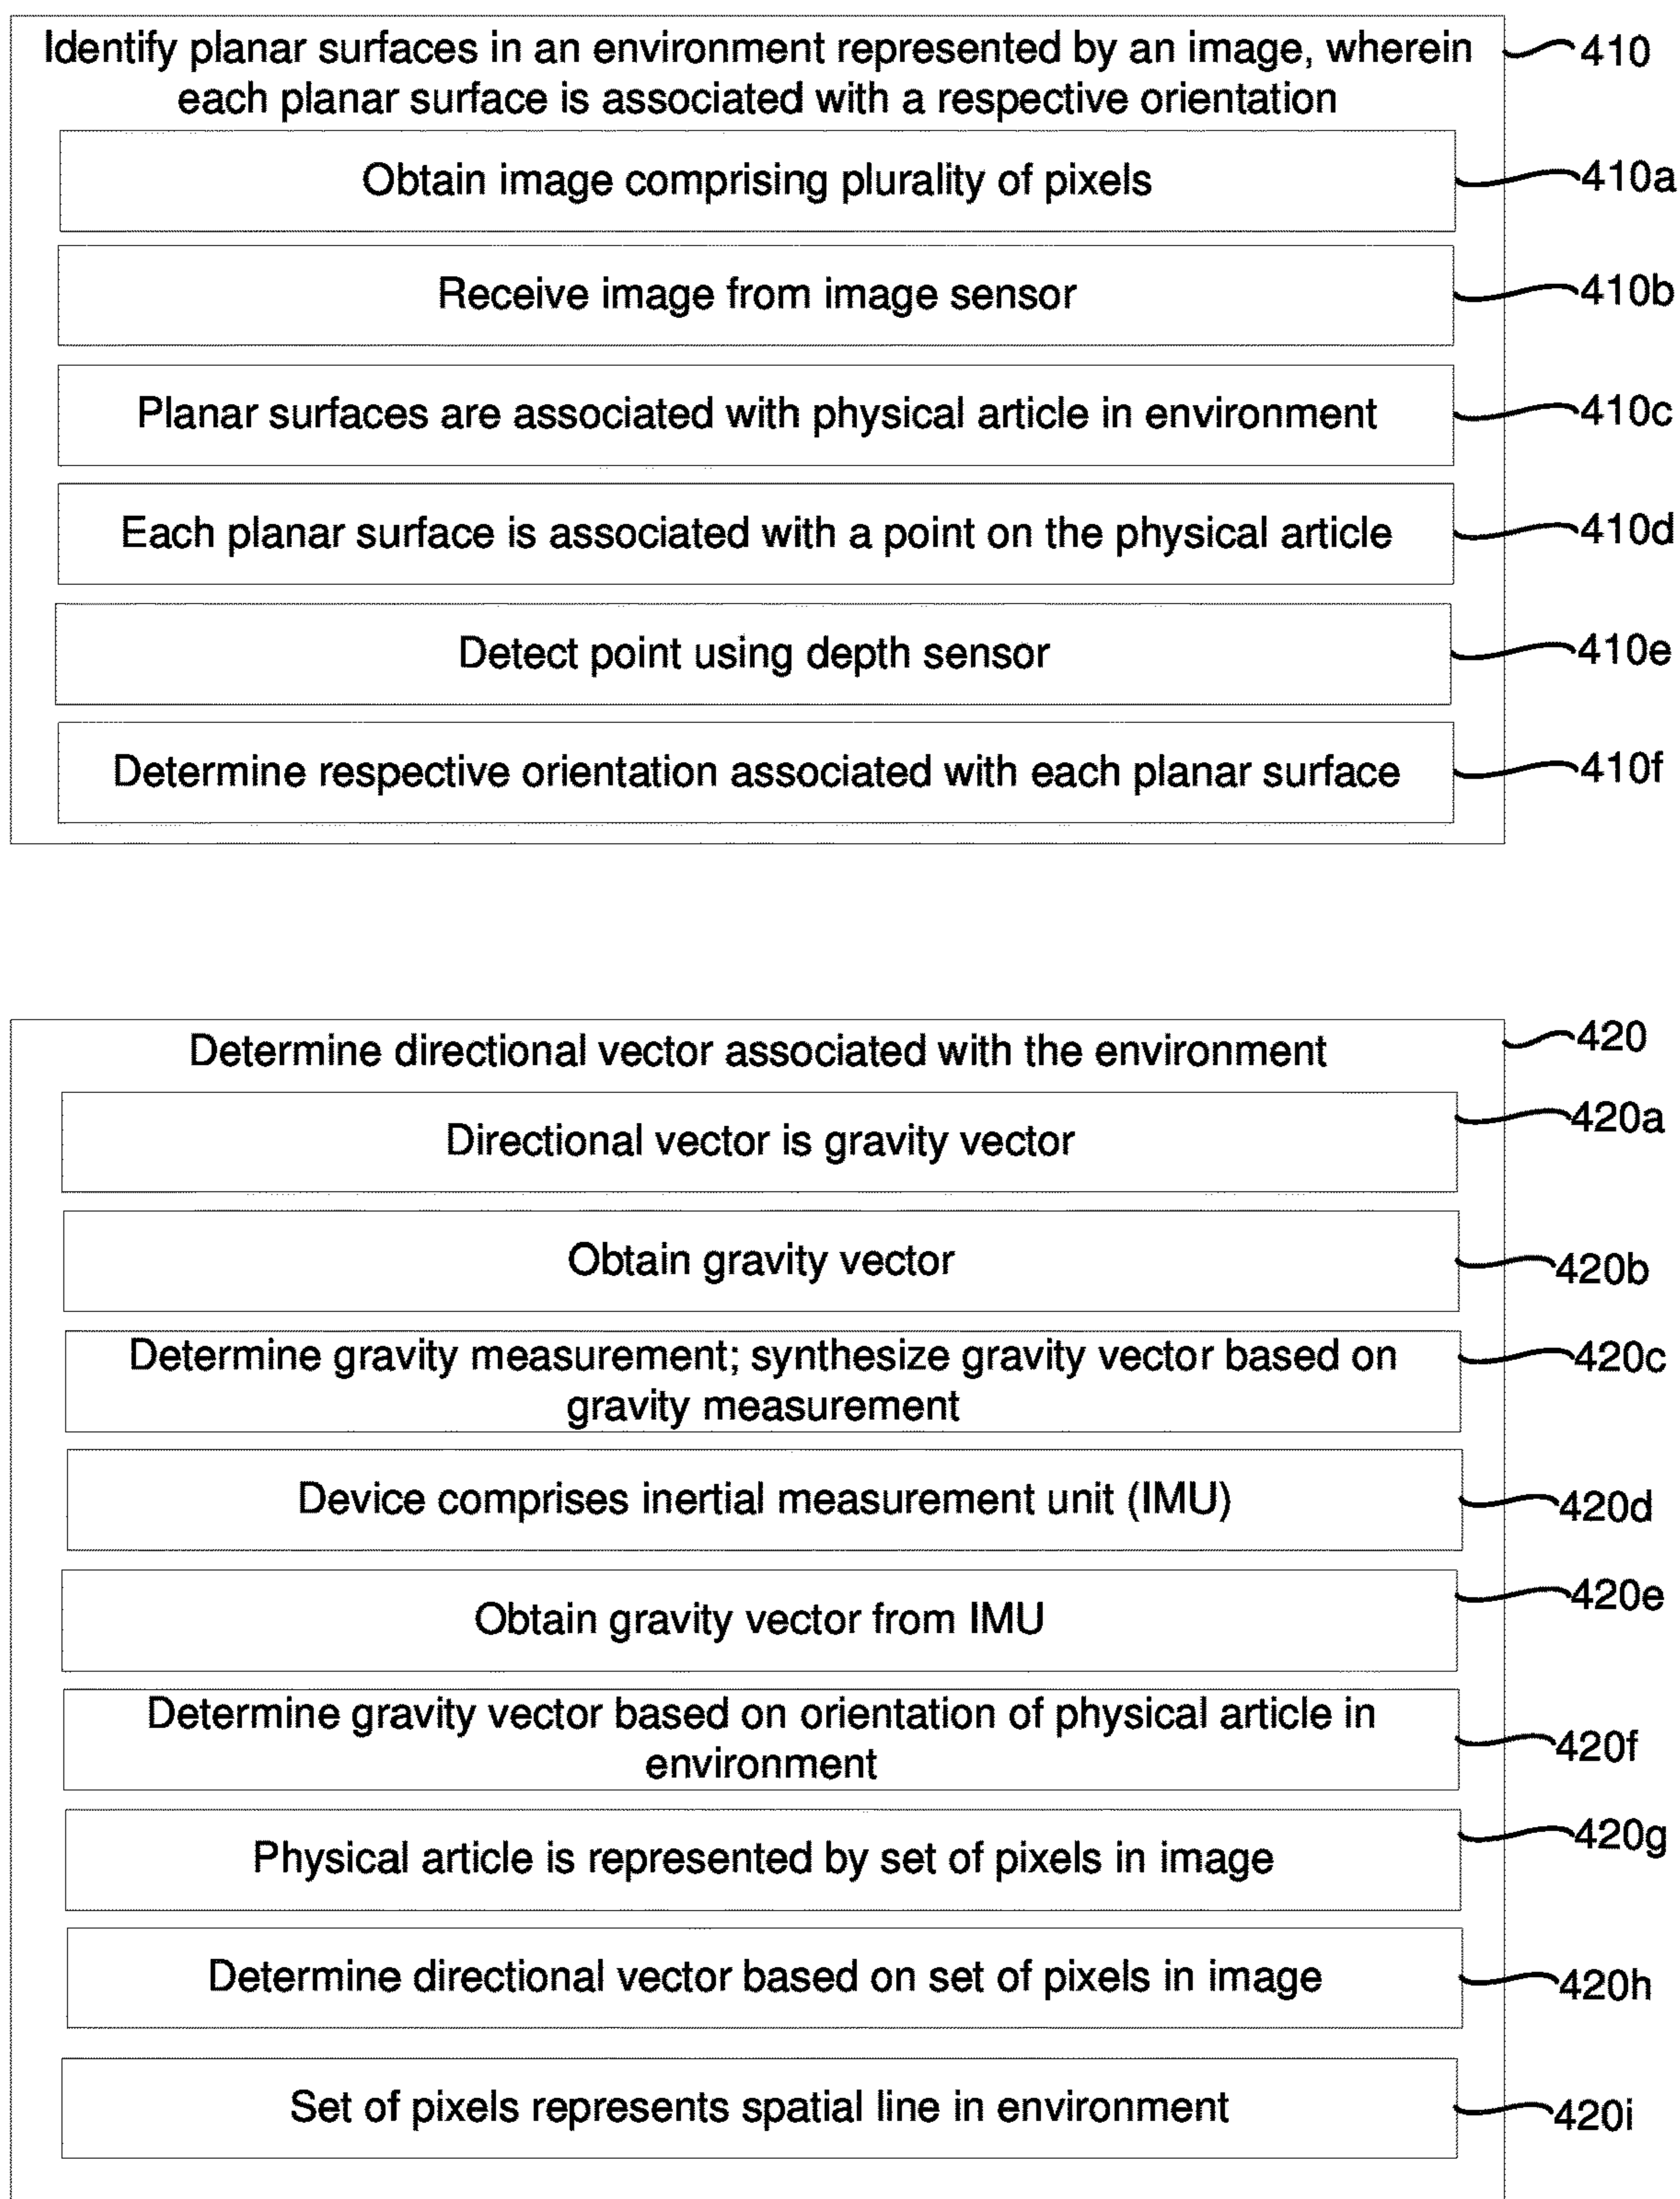 Identify planar surfaces in an environment represented by an image, wherein
each planar surface is associated with a respective orientation
410
Obtain image comprising plurality of pixels
410a
Receive image from image sensor
410b
Planar surfaces are associated with physical article in environment
410c
Each planar surface is associated with a point on the physical article
410d
Detect point using depth sensor
410e
Determine respective orientation associated with each planar surface
410f
Determine directional vector associated with the environment
420
Directional vector is gravity vector
420a
Obtain gravity vector
420b
Determine gravity measurement; synthesize gravity vector based on
gravity measurement
420c
Device comprises inertial measurement unit (IMU)
420d
Obtain gravity vector from IMU
420e
Determine gravity vector based on orientation of physical article in
environment
420f
Physical article is represented by set of pixels in image
420g
Determine directional vector based on set of pixels in image
420h
Set of pixels represents spatial line in environment
420i